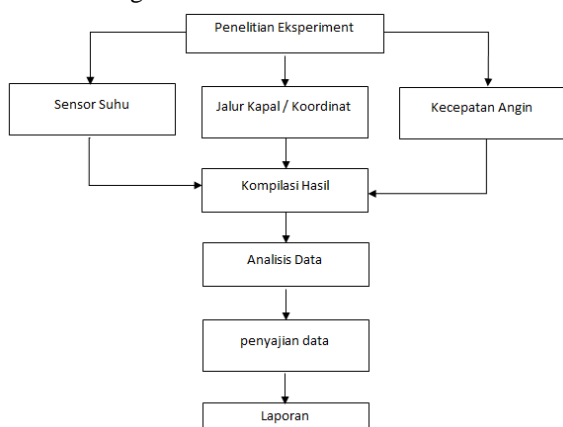 Penelitian Eksperiment
Sensor Suhu
Jalur Kapal / Koordinat
Kecepatan Angin
Kompilasi Hasil
Analisis Data
penyajian data
Laporan